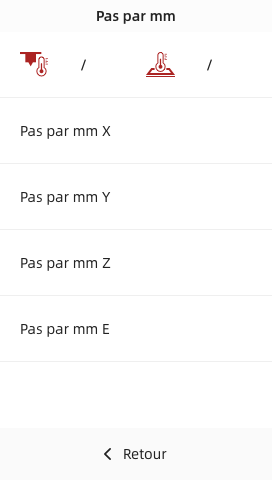 Pas par mm
/ /
Pas par mm X
Pas par mm Y
Pas par mm Z
Pas par mm E
Retour